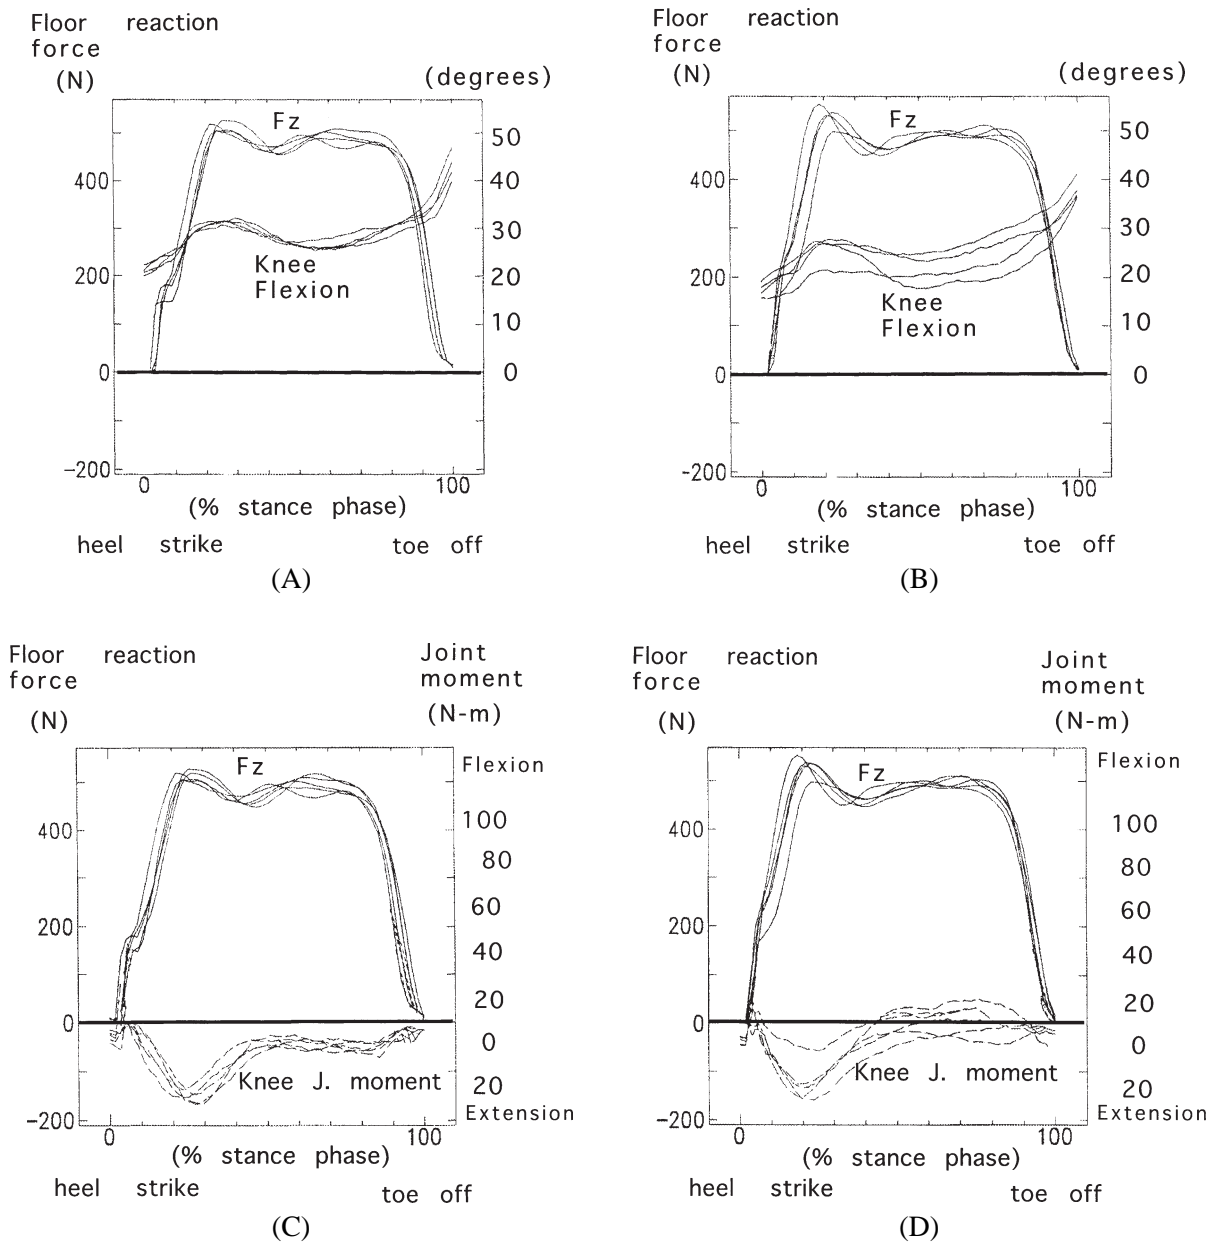 Floor reaction
force
(N)
(degrees)
Fz
Knee
Flexion
400
200
0
-200
50
40
30
20
10
0
0
100
(% stance phase)
heel strike
toe off
(A)
Floor reaction
force
(N)
(degrees)
Fz
Knee
Flexion
400
200
0
-200
50
40
30
20
10
0
0
100
(% stance phase)
heel strike
toe off
(B)
Floor reaction
force
(N)
Joint
moment
(N-m)
Fz
Knee J. moment
400
200
0
-200
Flexion
100
80
60
40
20
0
20
Extension
0
100
(% stance phase)
heel strike
toe off
(C)
Floor reaction
force
(N)
Joint
moment
(N-m)
Fz
Knee J. moment
400
200
0
-200
Flexion
100
80
60
40
20
0
20
Extension
0
100
(% stance phase)
heel strike
toe off
(D)